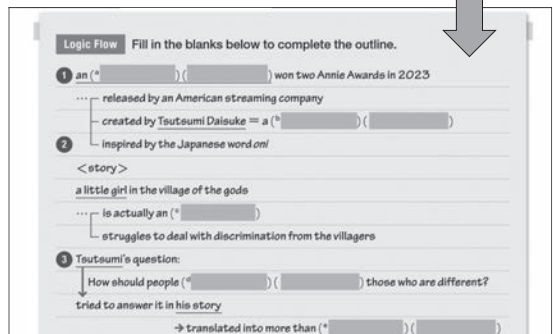 Logic Flow Fill in the blanks below to complete the outline.
1 an (a )( ) won two Annie Awards in 2023
… released by an American streaming company
created by Tsutsumi Daisuke = a (b )( )
2 inspired by the Japanese word oni
<story>
a little girl in the village of the gods
… is actually an (c )
struggles to deal with discrimination from the villagers
3 Tsutsumi's question:
How should people (d )( ) those who are different?
tried to answer it in his story
→ translated into more than (e )( )